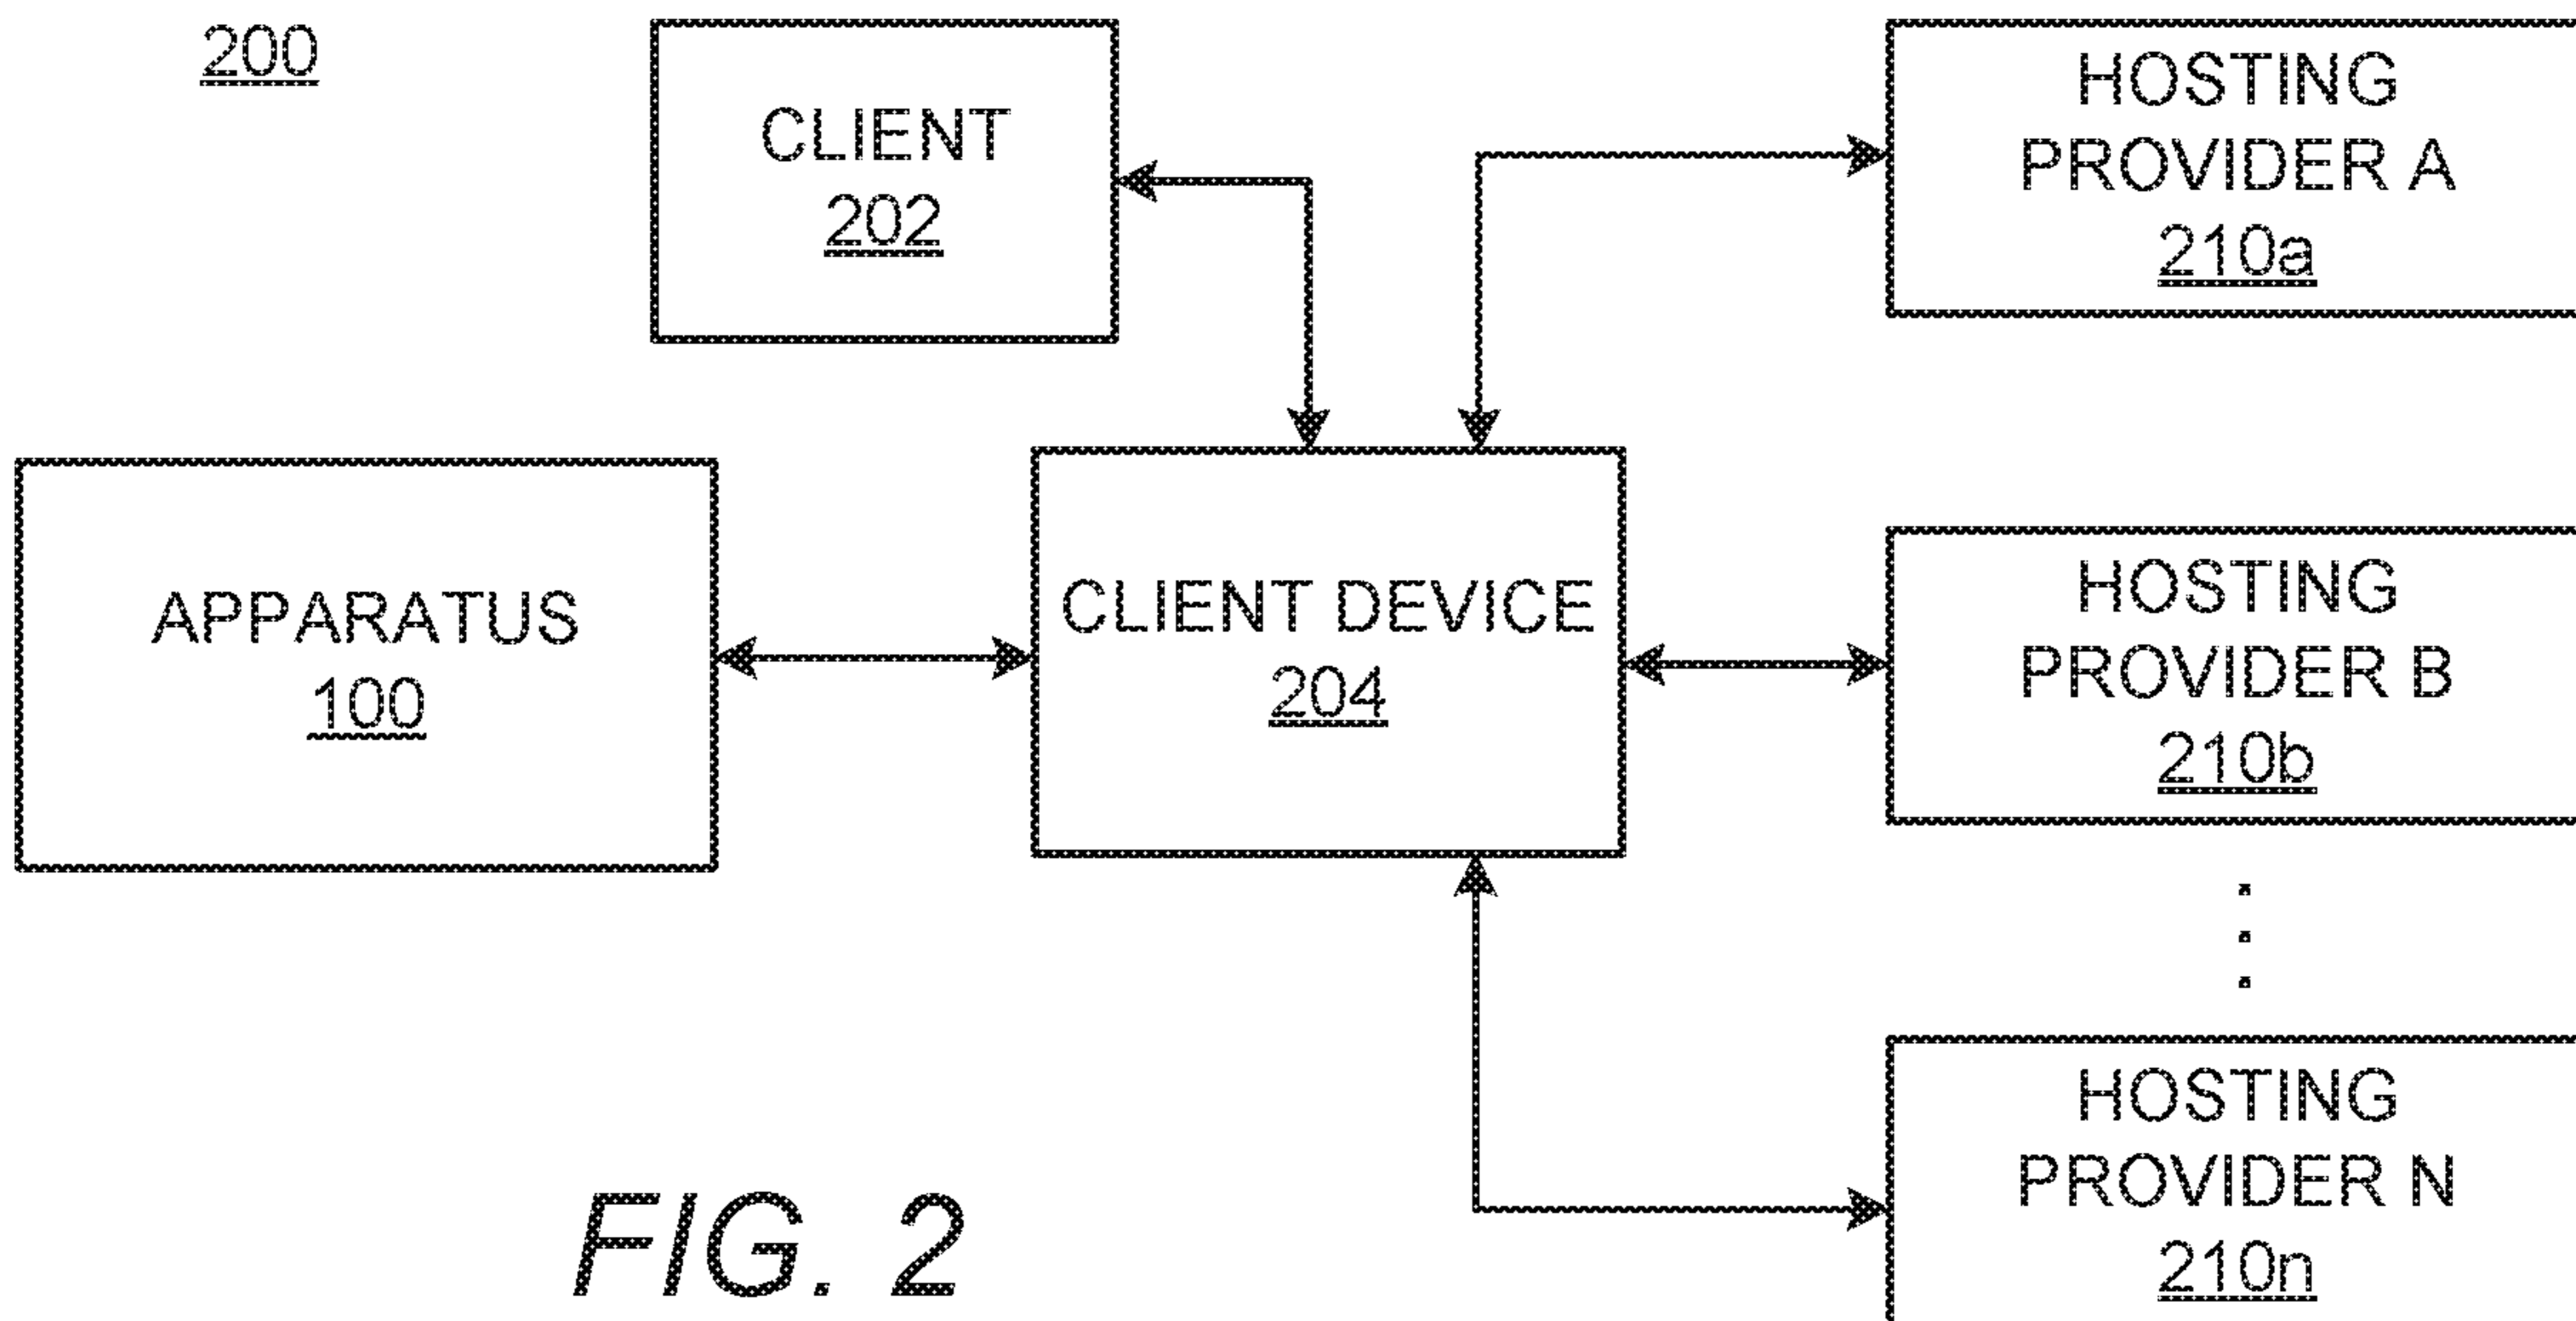 200
CLIENT
202
HOSTING
PROVIDER A
210a
APPARATUS
100
CLIENT DEVICE
204
HOSTING
PROVIDER B
210b
HOSTING
PROVIDER N
210n
FIG. 2